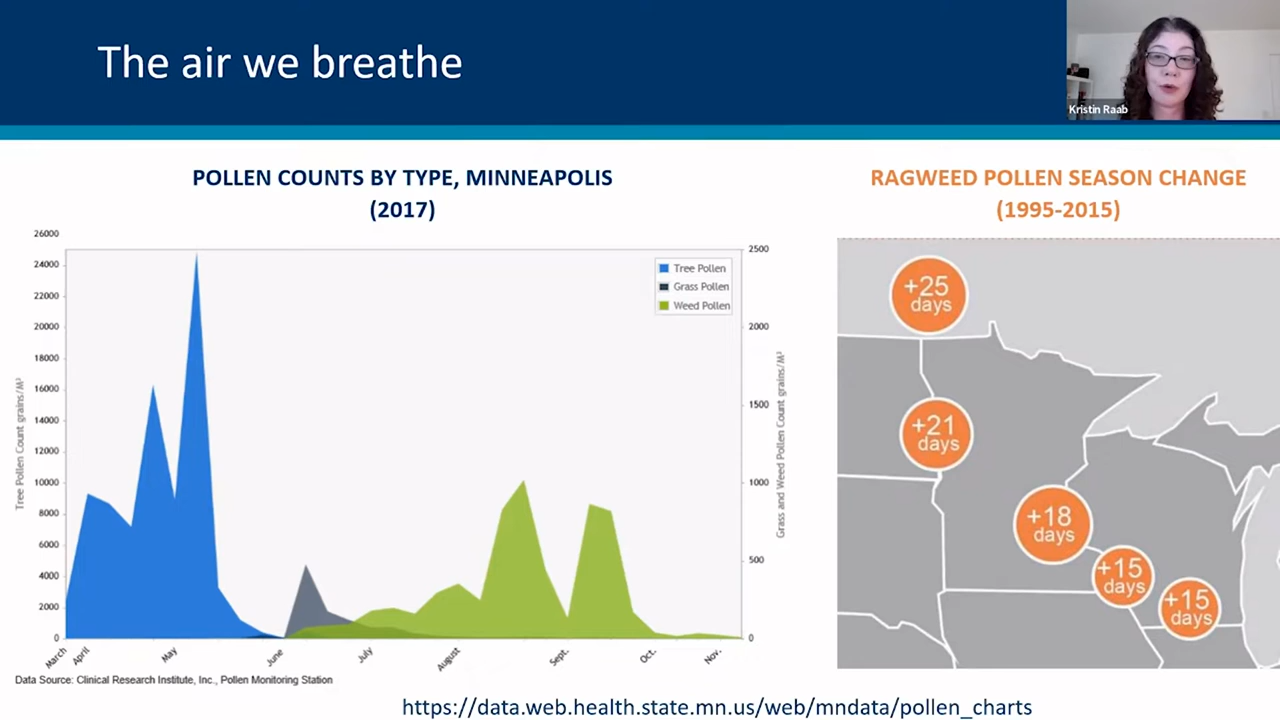 The air we breathe
Kristin Raab
POLLEN COUNTS BY TYPE, MINNEAPOLIS
(2017)
26000
24000
22000
20000
18000
16000
14000
12000
10000
8000
6000
4000
2000
0
Tree Pollen Count grains/M³
Tree Pollen
Grass Pollen
Weed Pollen
2500
2000
1500
1000
500
0
Grass and Weed Pollen Count grains/M³
March
April
May
June
July
August
Sept.
Oct.
Nov.
Data Source: Clinical Research Institute, Inc., Pollen Monitoring Station
RAGWEED POLLEN SEASON CHANGE
(1995-2015)
+25
days
+21
days
+18
days
+15
days
+15
days
https://data.web.health.state.mn.us/web/mndata/pollen_charts